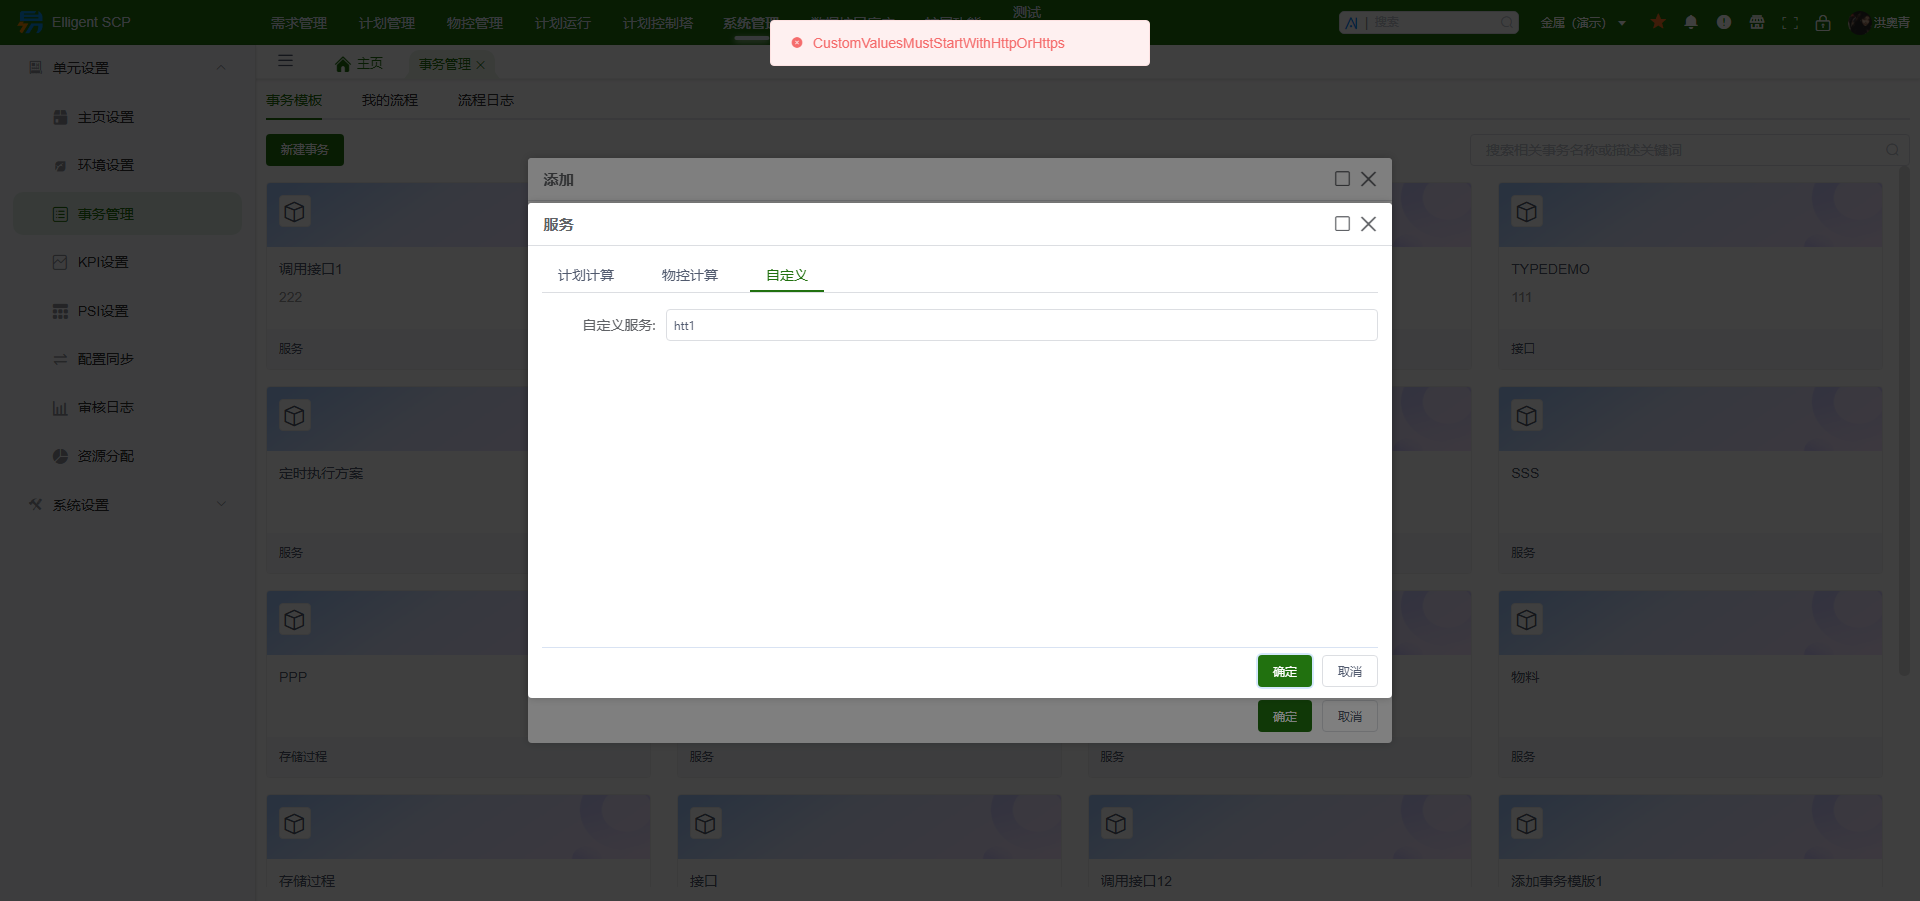 Elligent SCP
需求管理 计划管理 物控管理 计划运行 计划控制塔 系统管理 测试
AI | 搜索 金属 (演示) 洪奥青
CustomValuesMustStartWithHttpOrHttps
单元设置
主页设置
环境设置
事务管理
KPI设置
PSI设置
配置同步
审核日志
资源分配
系统设置
主页 事务管理
事务模板 我的流程 流程日志
新建事务 搜索相关事务名称或描述关键词
添加
服务
计划计算 物控计算 自定义
自定义服务: htt1
确定 取消
确定 取消
调用接口1
222
服务
TYPEDEMO
111
接口
定时执行方案
服务
SSS
服务
PPP
存储过程
服务
服务
物料
服务
存储过程
接口
调用接口12
添加事务模版1